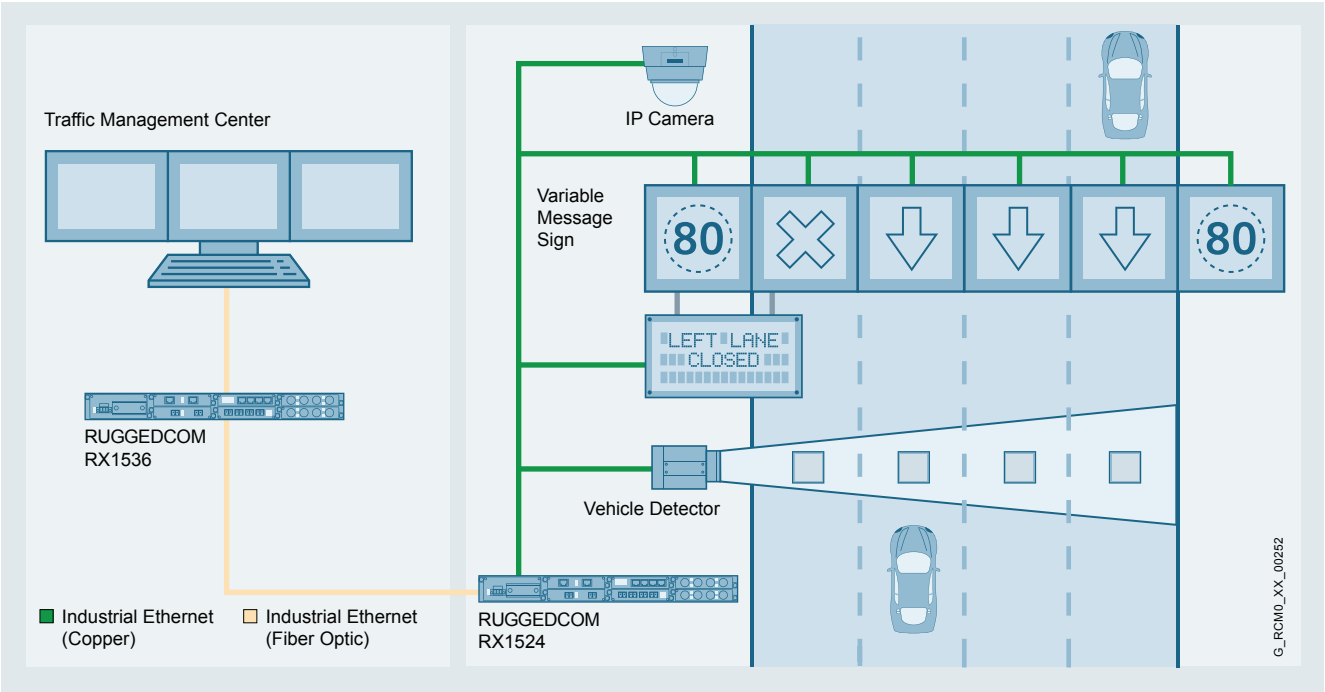 Traffic Management Center
RUGGEDCOM
RX1536
Industrial Ethernet
(Copper)
Industrial Ethernet
(Fiber Optic)
IP Camera
Variable
Message
Sign
80
80
LEFT LANE
CLOSED
Vehicle Detector
RUGGEDCOM
RX1524
G_RCM0_XX_00252